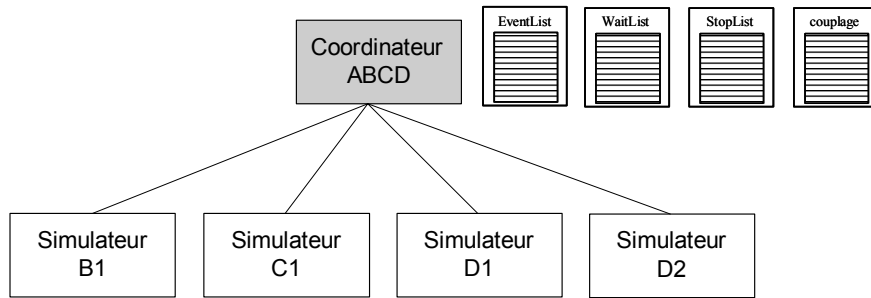 EventList
WaitList
StopList
couplage
Coordinateur
ABCD
Simulateur
B1
Simulateur
C1
Simulateur
D1
Simulateur
D2